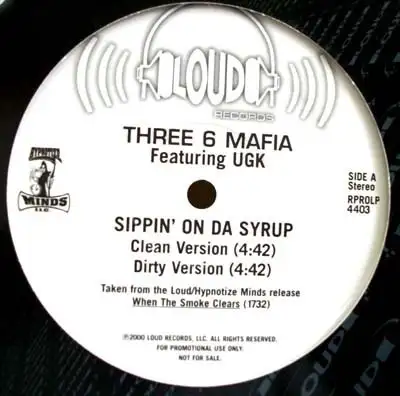 LOUD
RECORDS
THREE 6 MAFIA
Featuring UGK
MINDS
LLC
SIDE A
Stereo
RPROLP
4403
SIPPIN' ON DA SYRUP
Clean Version (4:42)
Dirty Version (4:42)
Taken from the Loud/Hypnotize Minds release
When The Smoke Clears (1732)
℗2000 LOUD RECORDS, LLC. ALL RIGHTS RESERVED.
FOR PROMOTIONAL USE ONLY.
NOT FOR SALE.